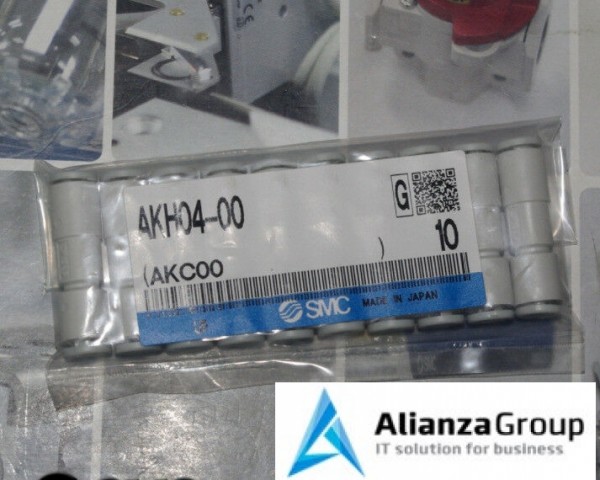 AKH04-00
G
(AKC00 )
10
SMC MADE IN JAPAN
AlianzaGroup
IT solution for business